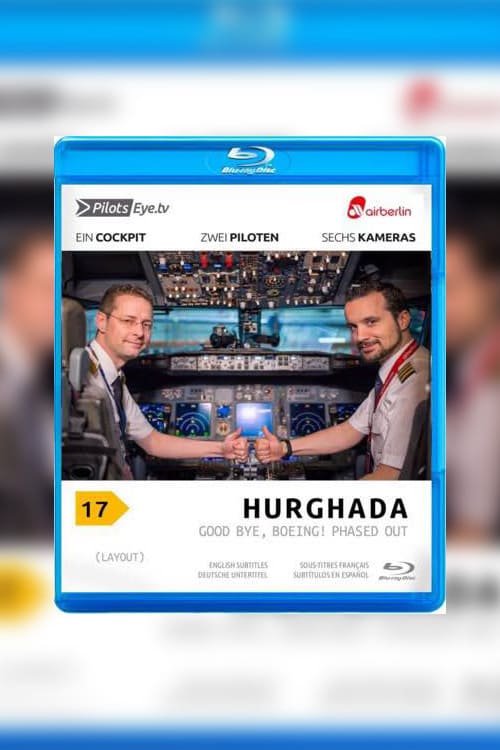 Blu-ray Disc
PilotsEye.tv
airberlin
EIN COCKPIT ZWEI PILOTEN SECHS KAMERAS
17
HURGHADA
GOOD BYE, BOEING! PHASED OUT
(LAYOUT)
ENGLISH SUBTITLES SOUS-TITRES FRANÇAIS
DEUTSCHE UNTERTITEL SUBTÍTULOS EN ESPAÑOL
Blu-ray Disc